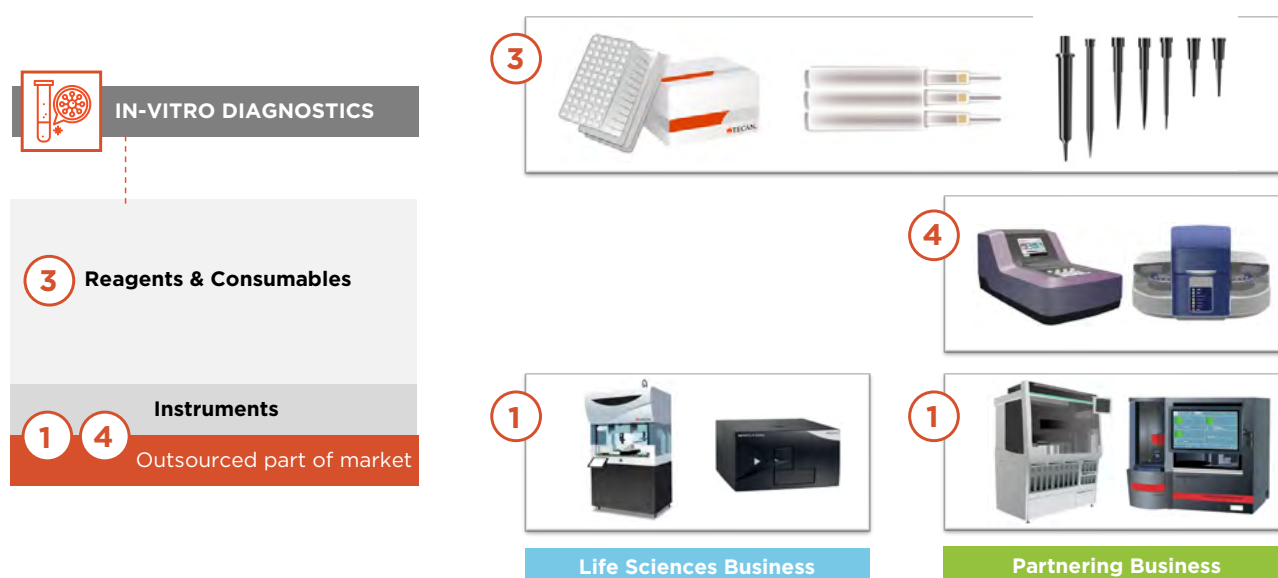 IN-VITRO DIAGNOSTICS
3
Reagents & Consumables
Instruments
1
4
Outsourced part of market
3
TECAN.
4
1
1
Life Sciences Business
Partnering Business